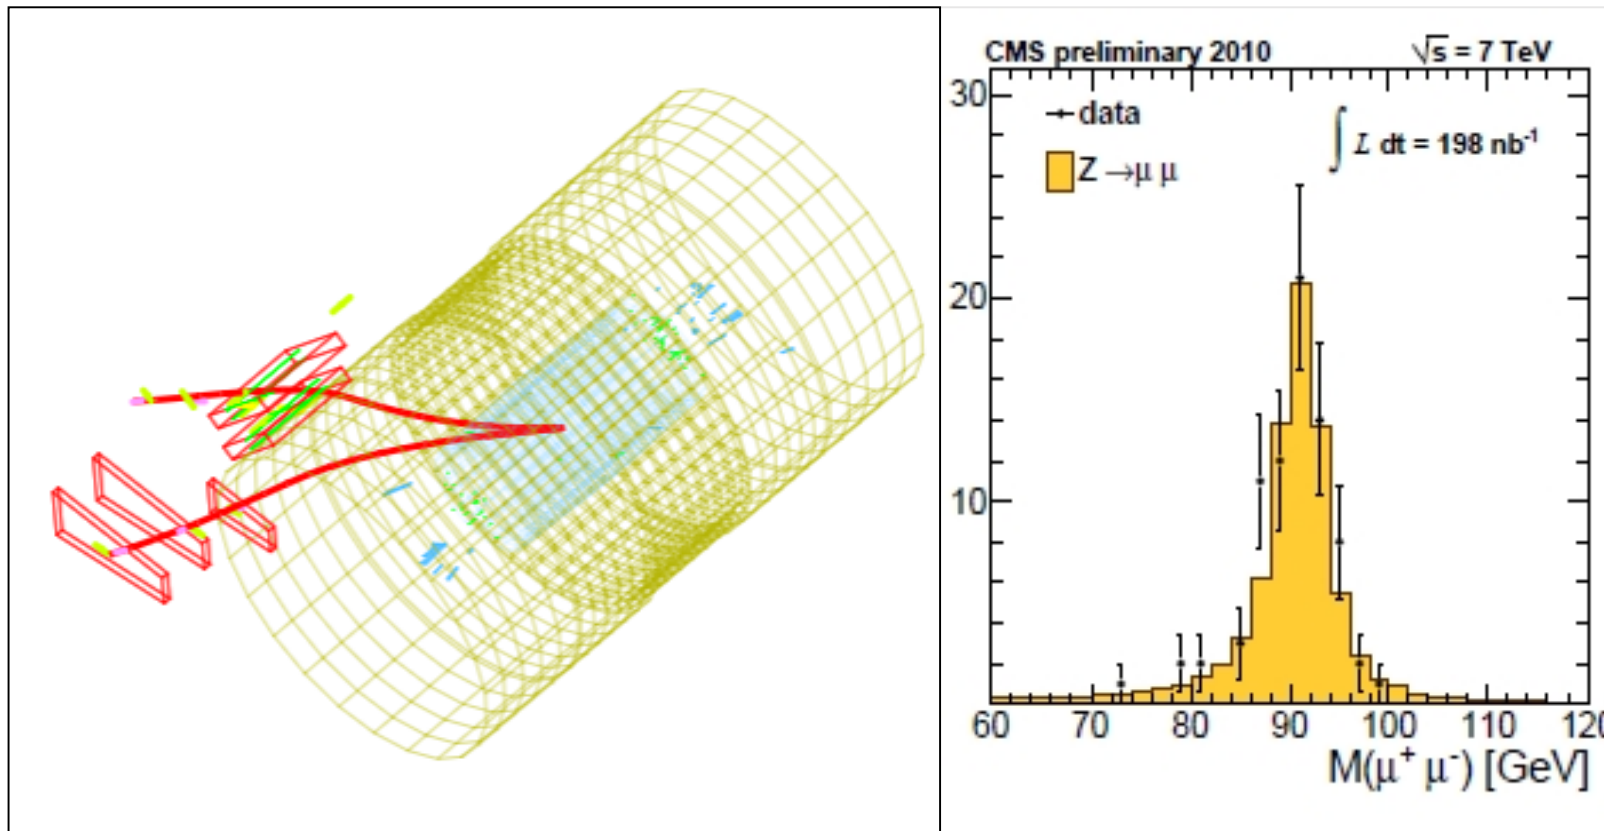 CMS preliminary 2010 √s = 7 TeV
30
data
∫ L dt = 198 nb⁻¹
Z →μ μ
20
10
60 70 80 90 100 110 120
M(μ⁺ μ⁻) [GeV]